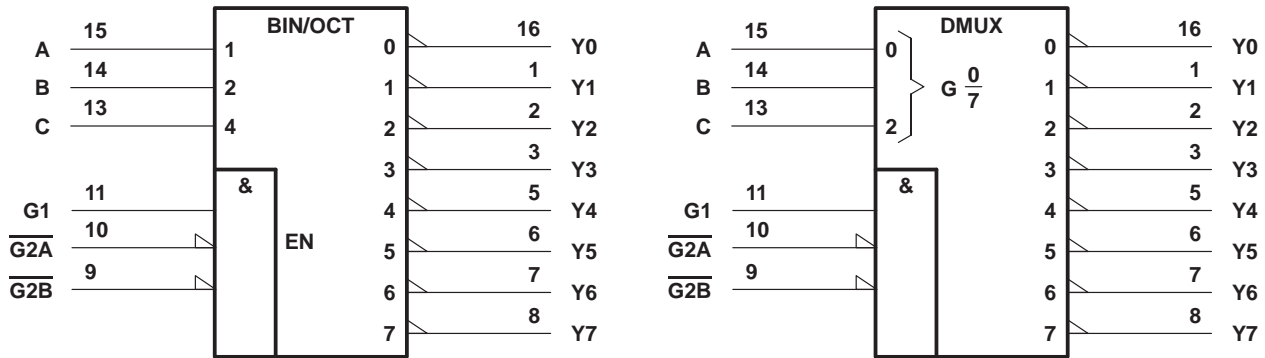 BIN/OCT
A 15 1 0 16 Y0
B 14 2 1 1 Y1
C 13 4 2 2 Y2
3 3 Y3
&
G1 11 4 5 Y4
G2A 10 EN 5 6 Y5
G2B 9 6 7 Y6
7 8 Y7
DMUX
A 15 0 0 16 Y0
B 14 G 0/7 1 1 Y1
C 13 2 2 2 Y2
3 3 Y3
&
G1 11 4 5 Y4
G2A 10 5 6 Y5
G2B 9 6 7 Y6
7 8 Y7